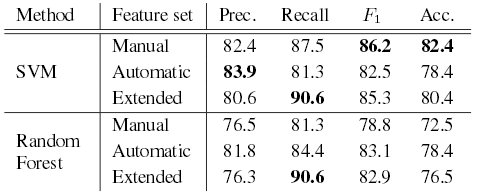 Method Feature set Prec. Recall F1 Acc.
Manual 82.4 87.5 86.2 82.4
SVM Automatic 83.9 81.3 82.5 78.4
Extended 80.6 90.6 85.3 80.4
Manual 76.5 81.3 78.8 72.5
Random Forest Automatic 81.8 84.4 83.1 78.4
Extended 76.3 90.6 82.9 76.5